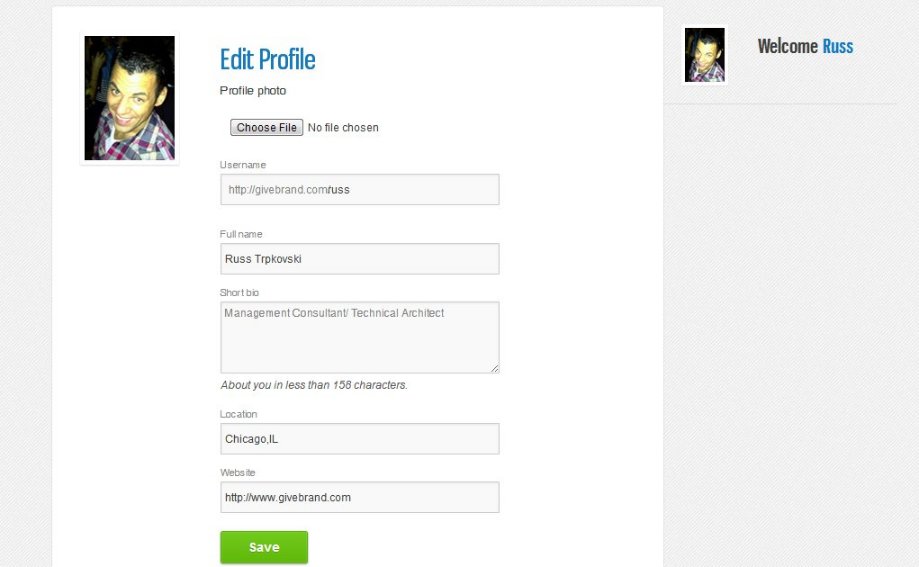 Edit Profile
Welcome Russ
Profile photo
Choose File No file chosen
Username
http://givebrand.com/russ
Full name
Russ Trpkovski
Short bio
Management Consultant/ Technical Architect
About you in less than 158 characters.
Location
Chicago,IL
Website
http://www.givebrand.com
Save